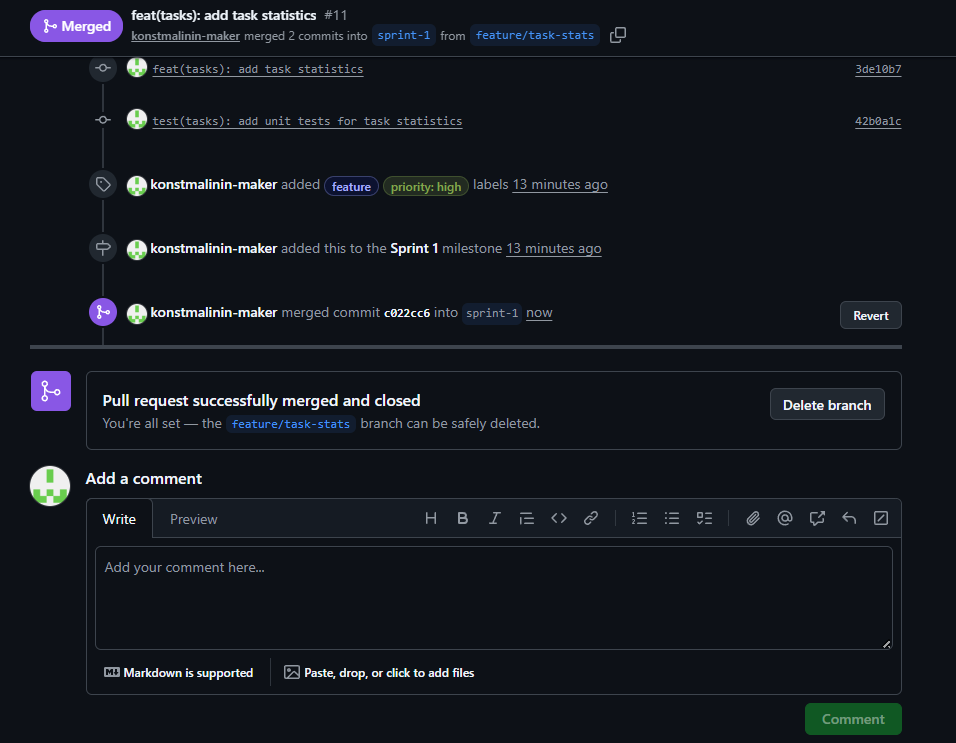 Merged
feat(tasks): add task statistics #11
konstmalinin-maker merged 2 commits into sprint-1 from feature/task-stats
feat(tasks): add task statistics 3de10b7
test(tasks): add unit tests for task statistics 42b0a1c
konstmalinin-maker added feature priority: high labels 13 minutes ago
konstmalinin-maker added this to the Sprint 1 milestone 13 minutes ago
konstmalinin-maker merged commit c022cc6 into sprint-1 now
Revert
Pull request successfully merged and closed
You're all set — the feature/task-stats branch can be safely deleted.
Delete branch
Add a comment
Write Preview
Add your comment here...
Markdown is supported
Paste, drop, or click to add files
Comment